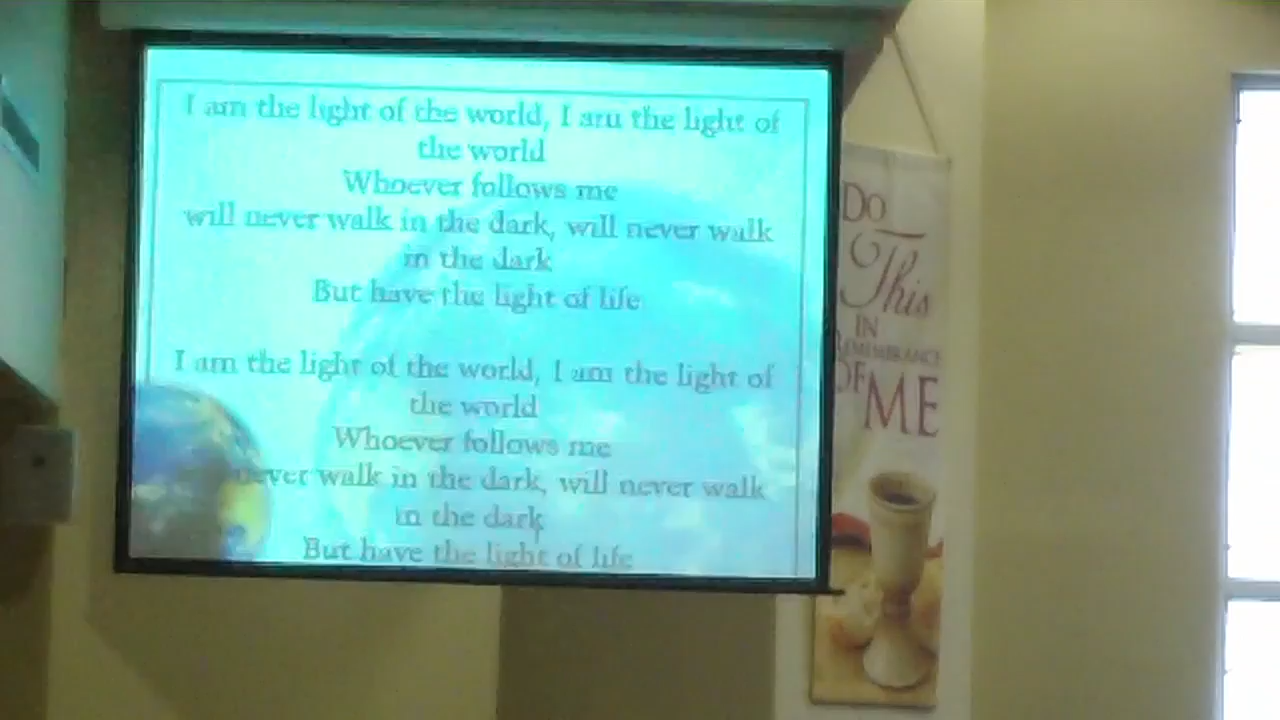 I am the light of the world, I am the light of
the world
Whoever follows me
will never walk in the dark, will never walk
in the dark
But have the light of life
I am the light of the world, I am the light of
the world
Whoever follows me
never walk in the dark, will never walk
in the dark
But have the light of life
DO
This
IN
REMEMBRANCE
OF ME